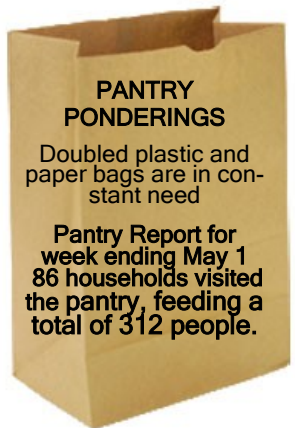 PANTRY
PONDERINGS
Doubled plastic and
paper bags are in con-
stant need
Pantry Report for
week ending May 1
86 households visited
the pantry, feeding a
total of 312 people.